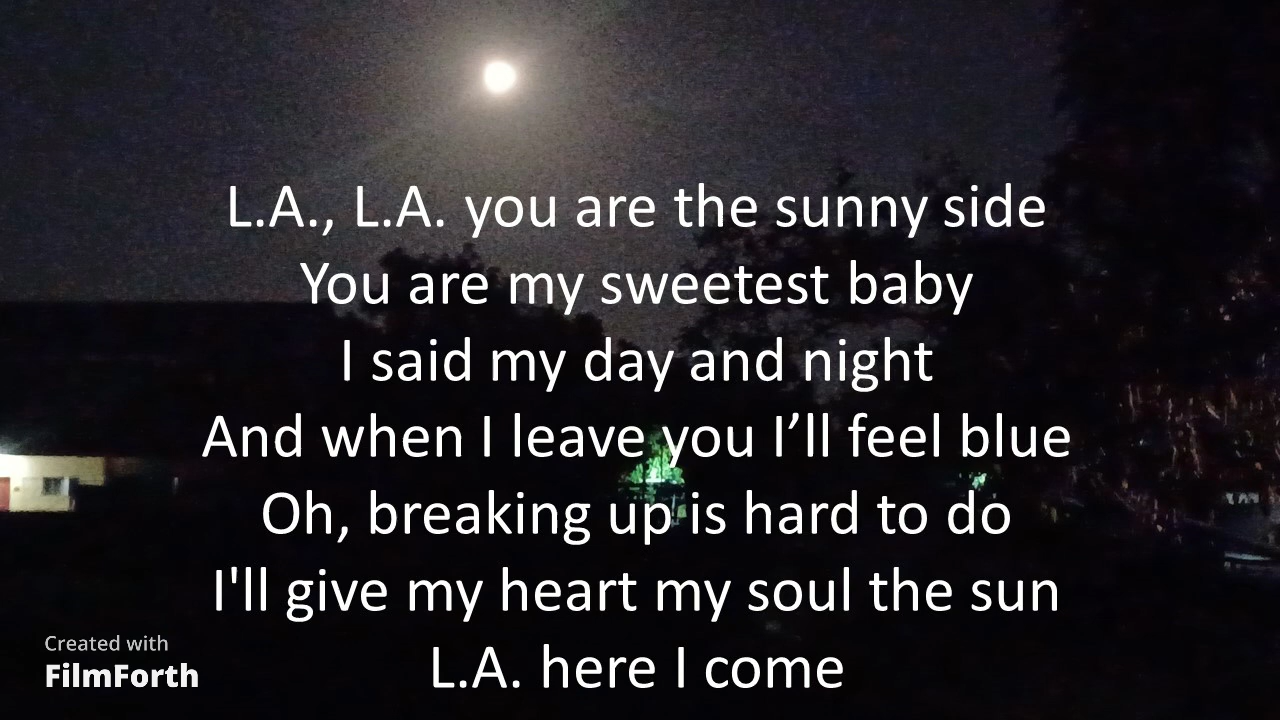 L.A., L.A. you are the sunny side
You are my sweetest baby
I said my day and night
And when I leave you I’ll feel blue
Oh, breaking up is hard to do
I'll give my heart my soul the sun
L.A. here I come
Created with
FilmForth